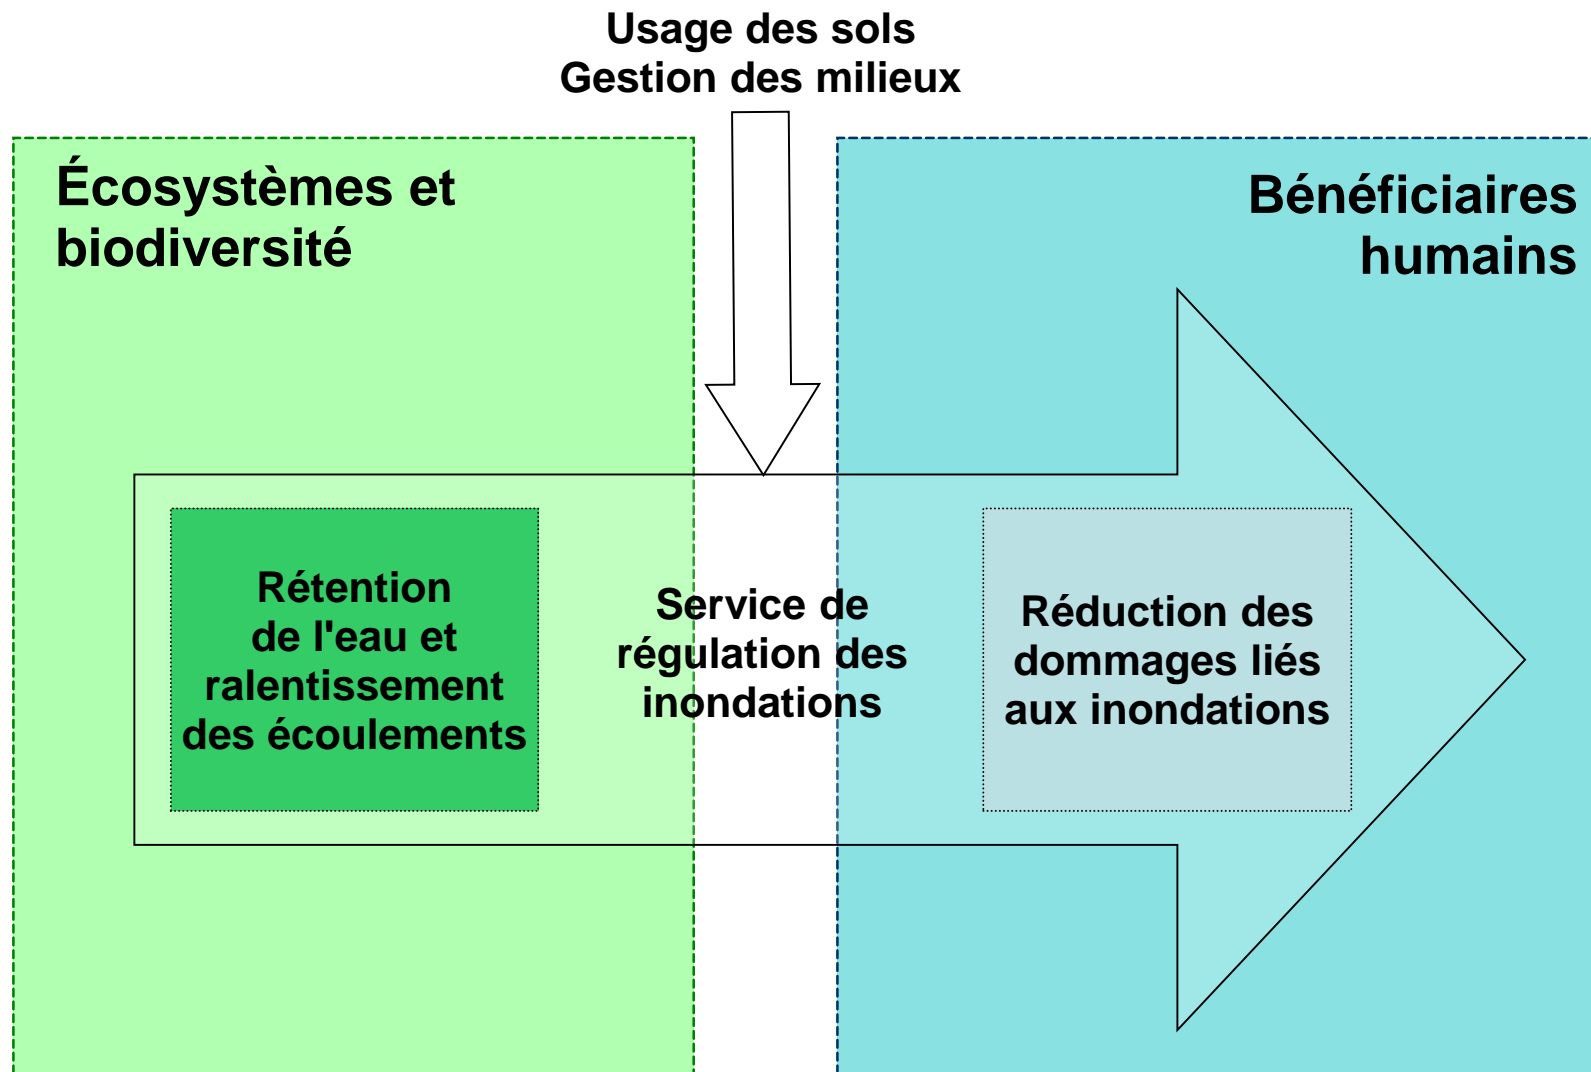 Usage des sols
Gestion des milieux
Écosystèmes et
biodiversité
Bénéficiaires
humains
Rétention
de l'eau et
ralentissement
des écoulements
Service de
régulation des
inondations
Réduction des
dommages liés
aux inondations